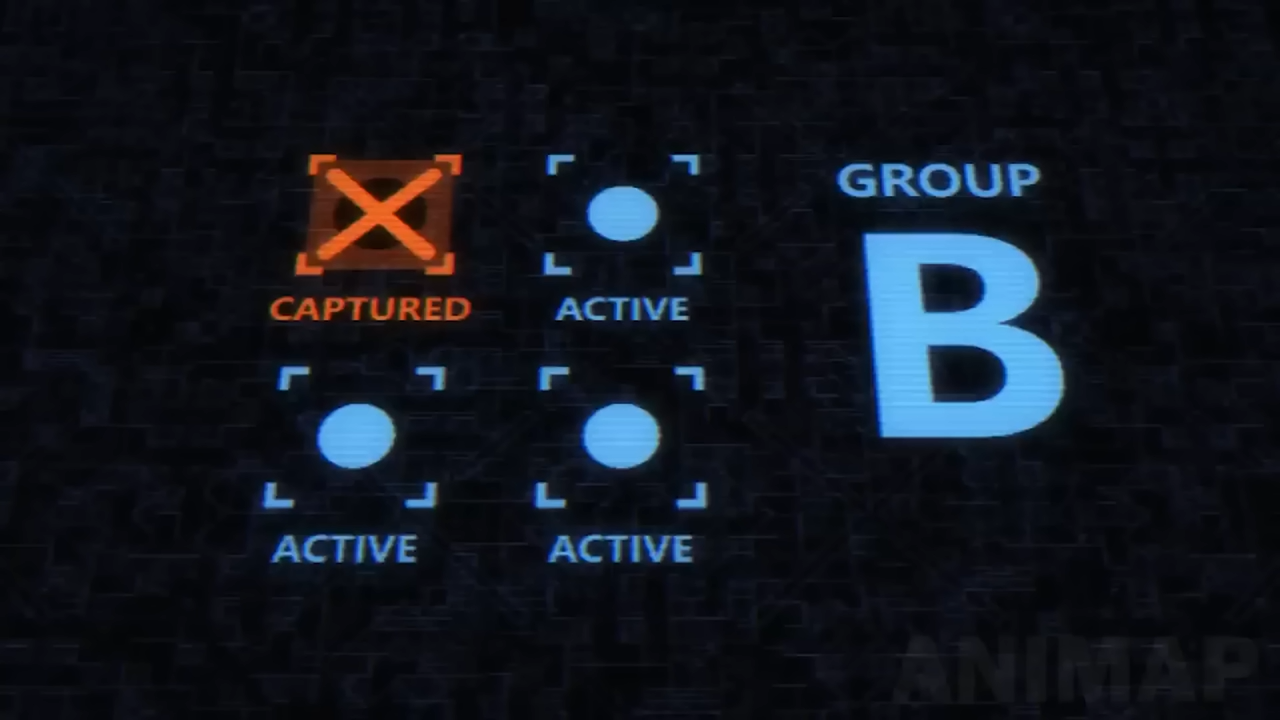 GROUP
B
CAPTURED
ACTIVE
ACTIVE
ACTIVE
ANIMAP